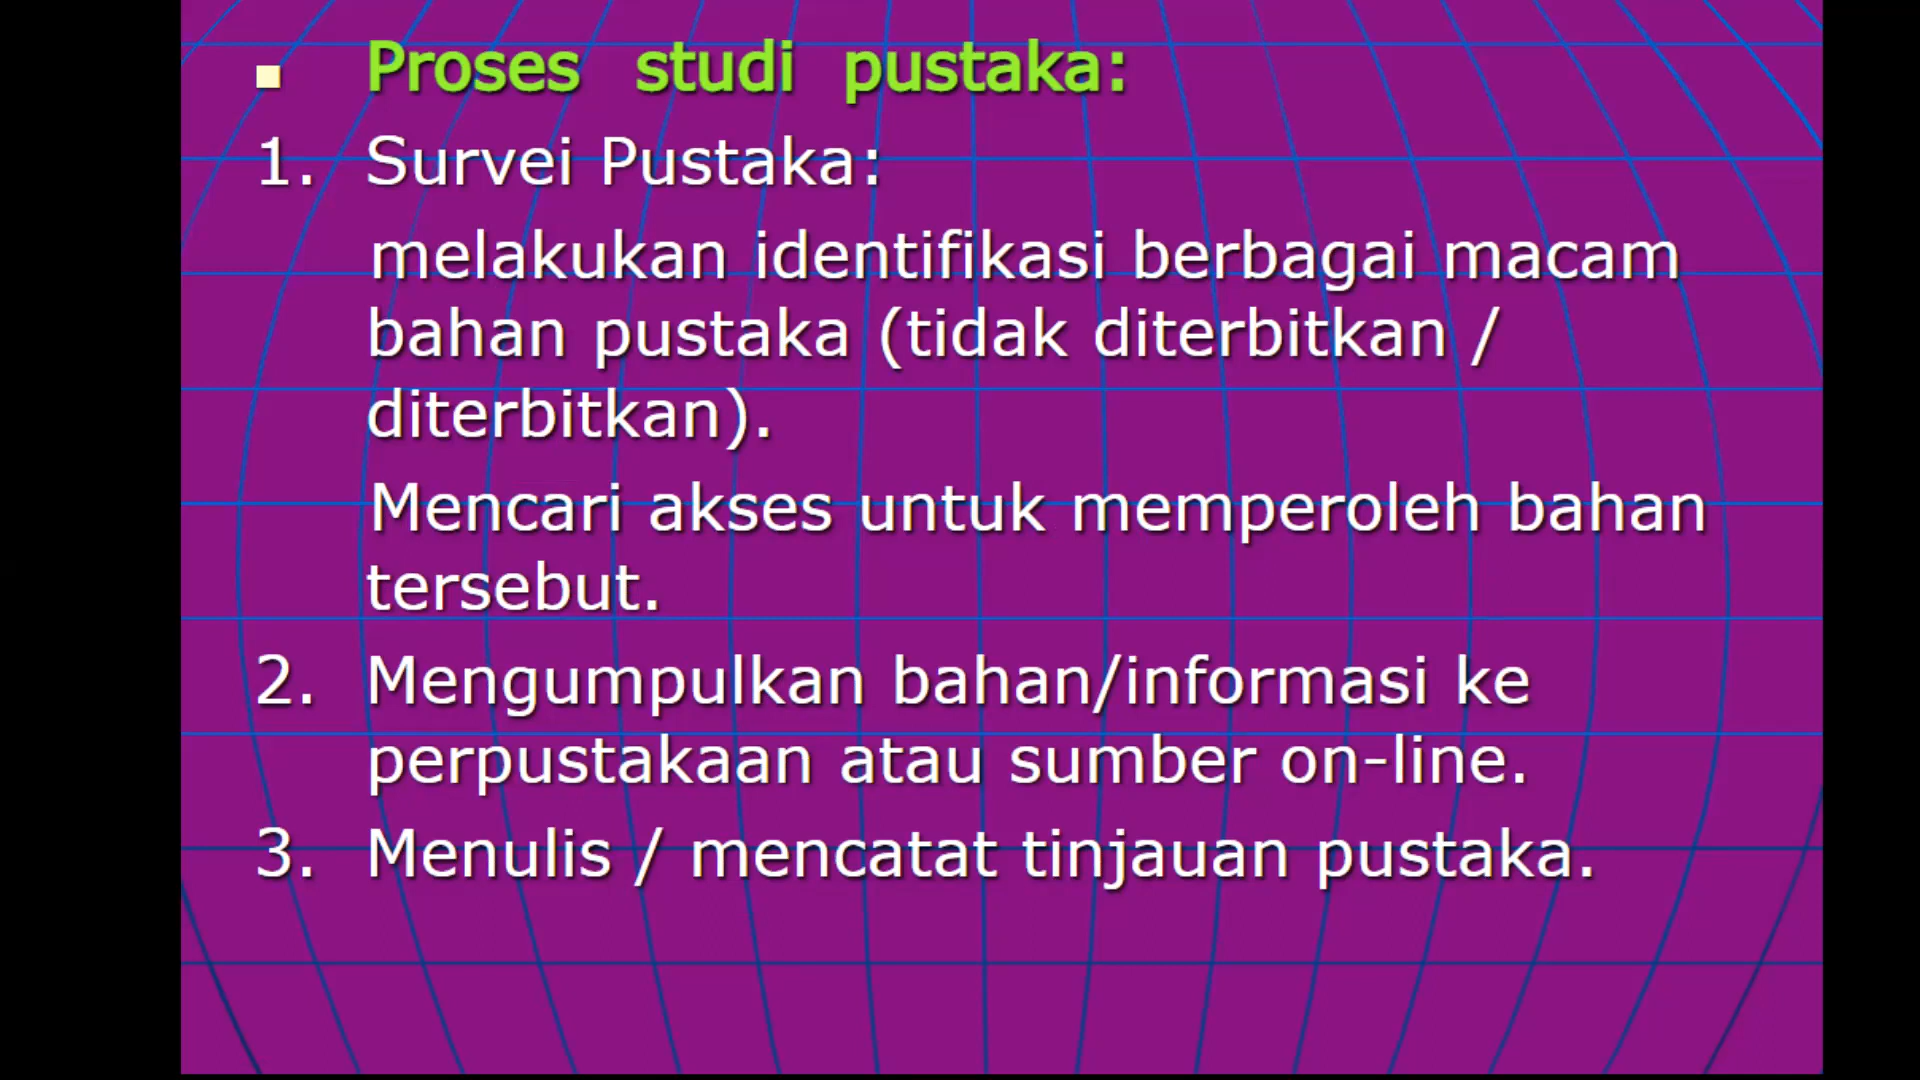 Proses studi pustaka:
1. Survei Pustaka:
melakukan identifikasi berbagai macam
bahan pustaka (tidak diterbitkan /
diterbitkan).
Mencari akses untuk memperoleh bahan
tersebut.
2. Mengumpulkan bahan/informasi ke
perpustakaan atau sumber on-line.
3. Menulis / mencatat tinjauan pustaka.